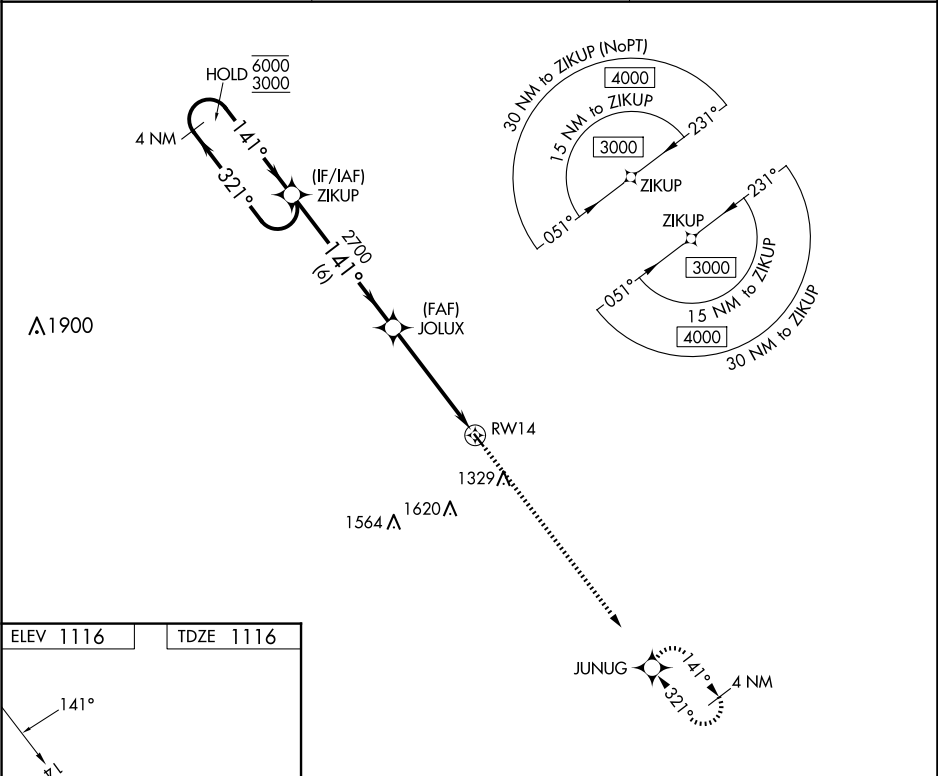 HOLD 6000
3000
4 NM
141°
321°
(IF/IAF)
ZIKUP
2700
141°
(6)
(FAF)
JOLUX
RW14
1900
1329
1620
1564
30 NM to ZIKUP (NoPT)
4000
15 NM to ZIKUP
3000
231°
051°
ZIKUP
231°
ZIKUP
051°
3000
15 NM to ZIKUP
4000
30 NM to ZIKUP
JUNUG
141°
321°
4 NM
ELEV 1116
TDZE 1116
141°
14